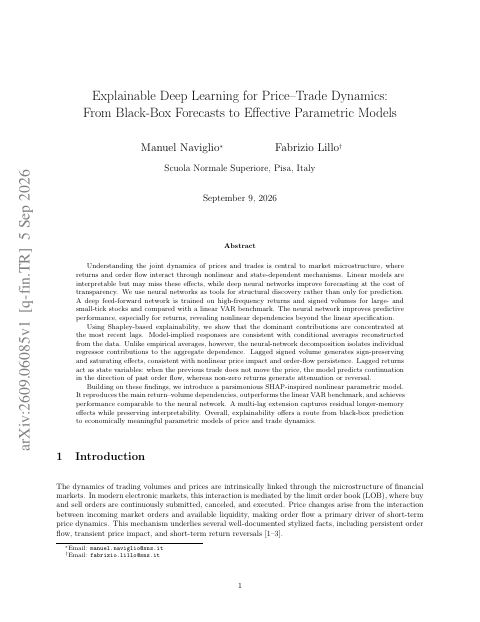 Explainable Deep Learning for Price–Trade Dynamics:
From Black-Box Forecasts to Effective Parametric Models
Manuel Naviglio* Fabrizio Lillo†
Scuola Normale Superiore, Pisa, Italy
September 9, 2026
arXiv:2609.06085v1 [q-fin.TR] 5 Sep 2026
Abstract
Understanding the joint dynamics of prices and trades is central to market microstructure, where
returns and order flow interact through nonlinear and state-dependent mechanisms. Linear models are
interpretable but may miss these effects, while deep neural networks improve forecasting at the cost of
transparency. We use neural networks as tools for structural discovery rather than only for prediction.
A deep feed-forward network is trained on high-frequency returns and signed volumes for large- and
small-tick stocks and compared with a linear VAR benchmark. The neural network improves predictive
performance, especially for returns, revealing nonlinear dependencies beyond the linear specification.
Using Shapley-based explainability, we show that the dominant contributions are concentrated at
the most recent lags. Model-implied responses are consistent with conditional averages reconstructed
from the data. Unlike empirical averages, however, the neural-network decomposition isolates individual
regressor contributions to the aggregate dependence. Lagged signed volume generates sign-preserving
and saturating effects, consistent with nonlinear price impact and order-flow persistence. Lagged returns
act as state variables: when the previous trade does not move the price, the model predicts continuation
in the direction of past order flow, whereas non-zero returns generate attenuation or reversal.
Building on these findings, we introduce a parsimonious SHAP-inspired nonlinear parametric model.
It reproduces the main return-volume dependencies, outperforms the linear VAR benchmark, and achieves
performance comparable to the neural network. A multi-lag extension captures residual longer-memory
effects while preserving interpretability. Overall, explainability offers a route from black-box prediction
to economically meaningful parametric models of price and trade dynamics.
1 Introduction
The dynamics of trading volumes and prices are intrinsically linked through the microstructure of financial
markets. In modern electronic markets, this interaction is mediated by the limit order book (LOB), where buy
and sell orders are continuously submitted, canceled, and executed. Price changes arise from the interaction
between incoming market orders and available liquidity, making order flow a primary driver of short-term
price dynamics. This mechanism underlies several well-documented stylized facts, including persistent order
flow, transient price impact, and short-term return reversals [1–3].
*Email: manuel.naviglio@sns.it
†Email: fabrizio.lillo@sns.it
1